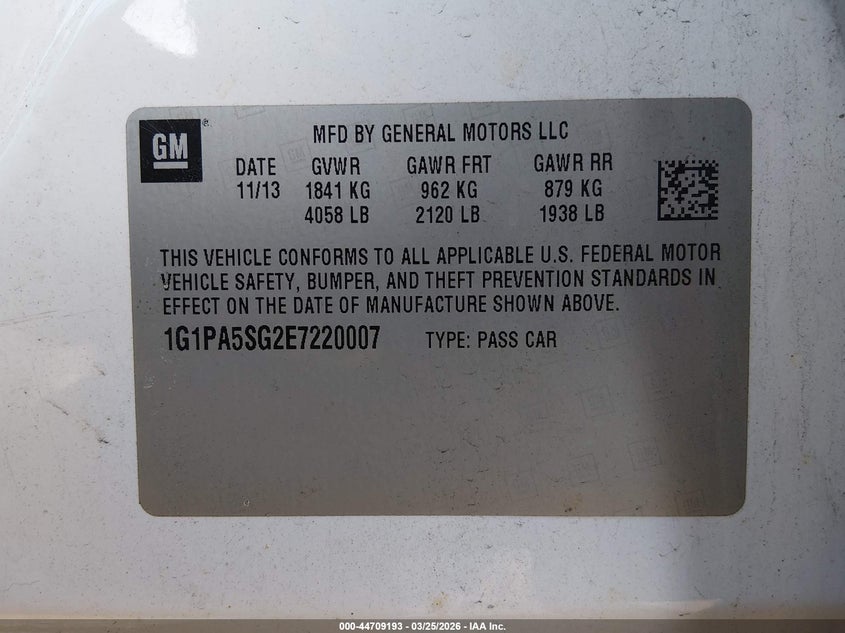 GM
MFD BY GENERAL MOTORS LLC
DATE GVWR GAWR FRT GAWR RR
11/13 1841 KG 962 KG 879 KG
4058 LB 2120 LB 1938 LB
THIS VEHICLE CONFORMS TO ALL APPLICABLE U.S. FEDERAL MOTOR
VEHICLE SAFETY, BUMPER, AND THEFT PREVENTION STANDARDS IN
EFFECT ON THE DATE OF MANUFACTURE SHOWN ABOVE.
1G1PA5SG2E7220007 TYPE: PASS CAR
000-44709193 - 03/25/2026 - IAA Inc.